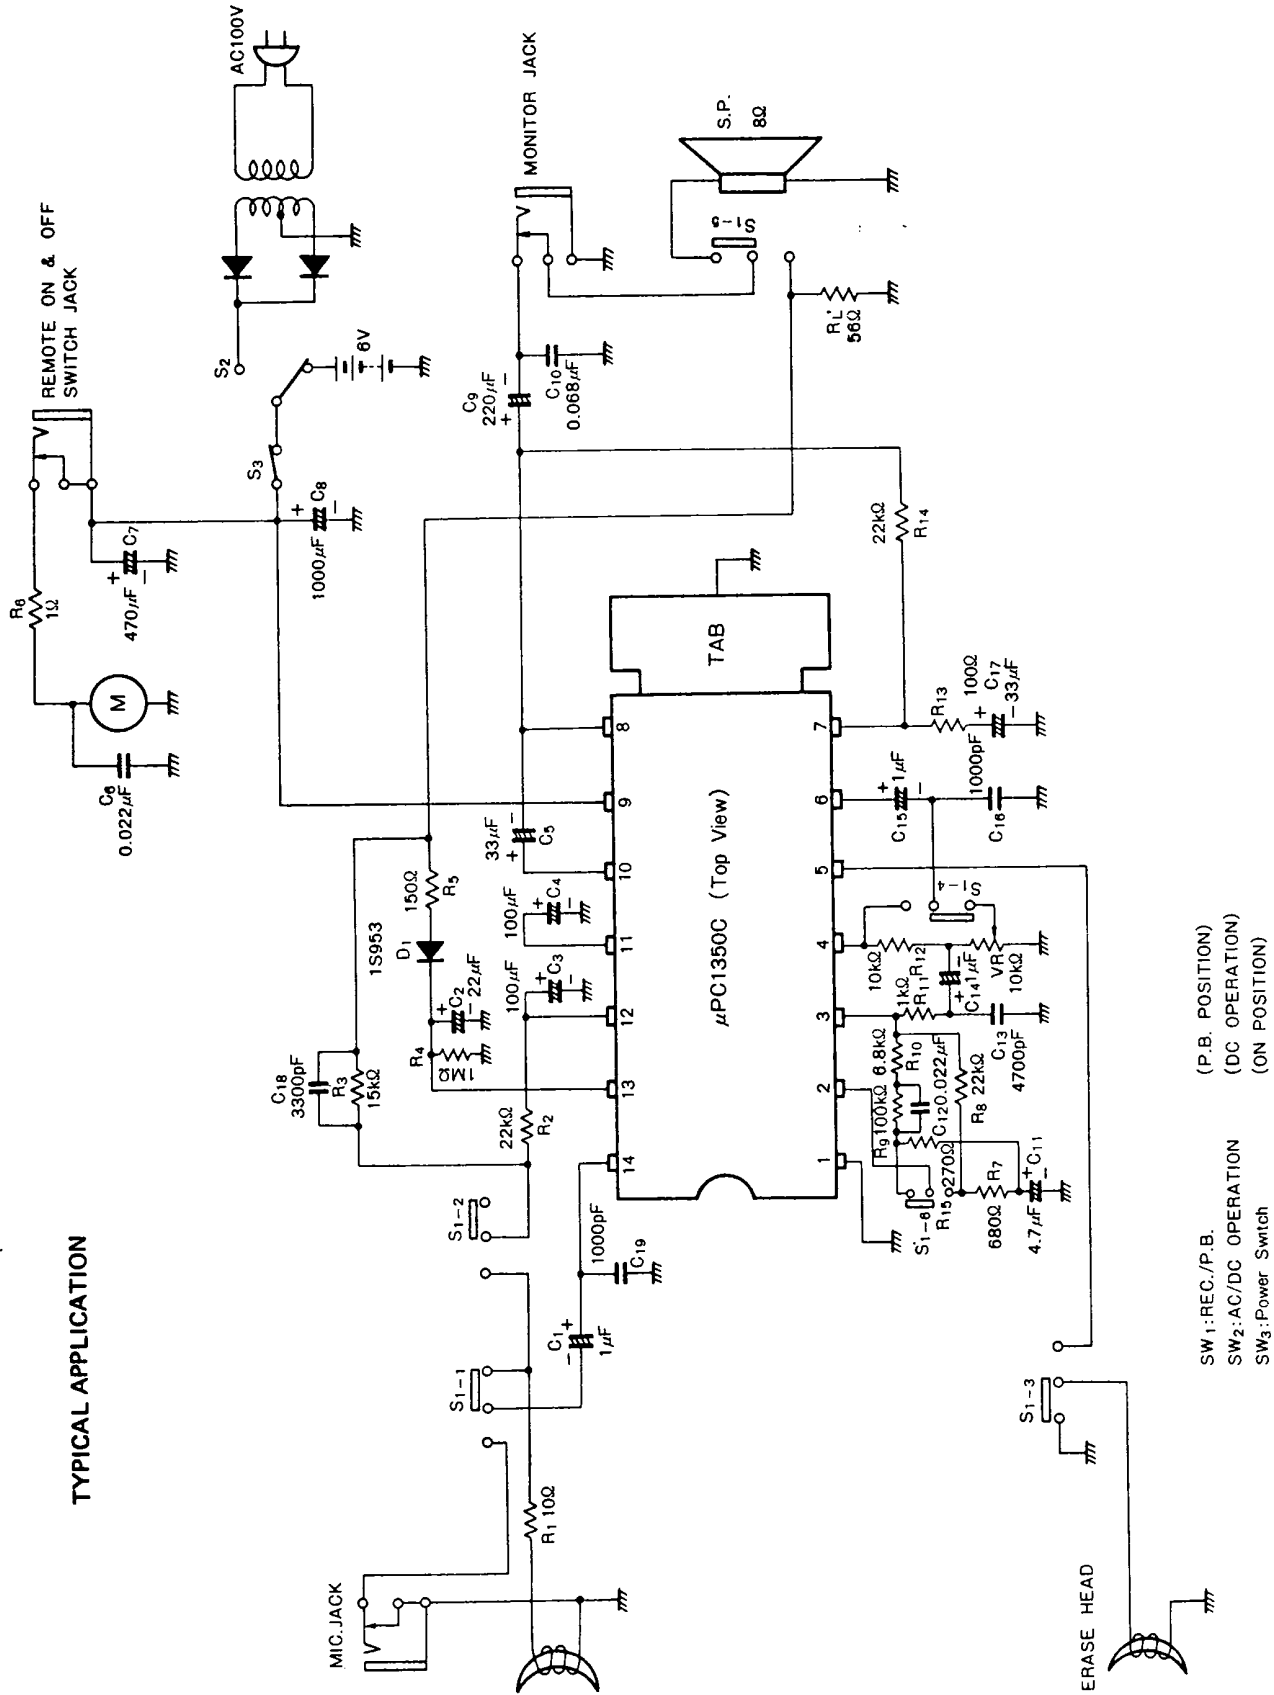 TYPICAL APPLICATION
REMOTE ON & OFF
SWITCH JACK
AC100V
R6
1Ω
C7
470μF
+
−
M
C6
0.022μF
S2
S3
6V
C8
1000μF
+
−
MONITOR JACK
C9
220μF
+
−
C10
0.068μF
S.P.
8Ω
S1-5
RL'
56Ω
22kΩ
R14
TAB
μPC1350C (Top View)
14
13
12
11
10
9
8
1
2
3
4
5
6
7
33μF
+
−
C5
100μF
+
C4
−
100μF
+
C3
−
150Ω
R5
1S953
D1
+
C2
−
22μF
R4
1MΩ
C18
3300pF
R3
15kΩ
22kΩ
R2
S1-2
S1-1
1000pF
C19
C1
−
+
1μF
R1 10Ω
MIC.JACK
R13
100Ω
+
C17
−
33μF
C15
+
1μF
−
1000pF
C16
S1-4
10kΩ
R12
VR
10kΩ
1kΩ
R11
+
−
C14
1μF
C13
4700pF
6.8kΩ
R10
R9
100kΩ
C12
0.022μF
R8
22kΩ
R15
270Ω
S1-6
680Ω
R7
4.7μF
+
C11
−
S1-3
ERASE HEAD
SW1:REC./P.B. (P.B. POSITION)
SW2:AC/DC OPERATION (DC OPERATION)
SW3:Power Switch (ON POSITION)